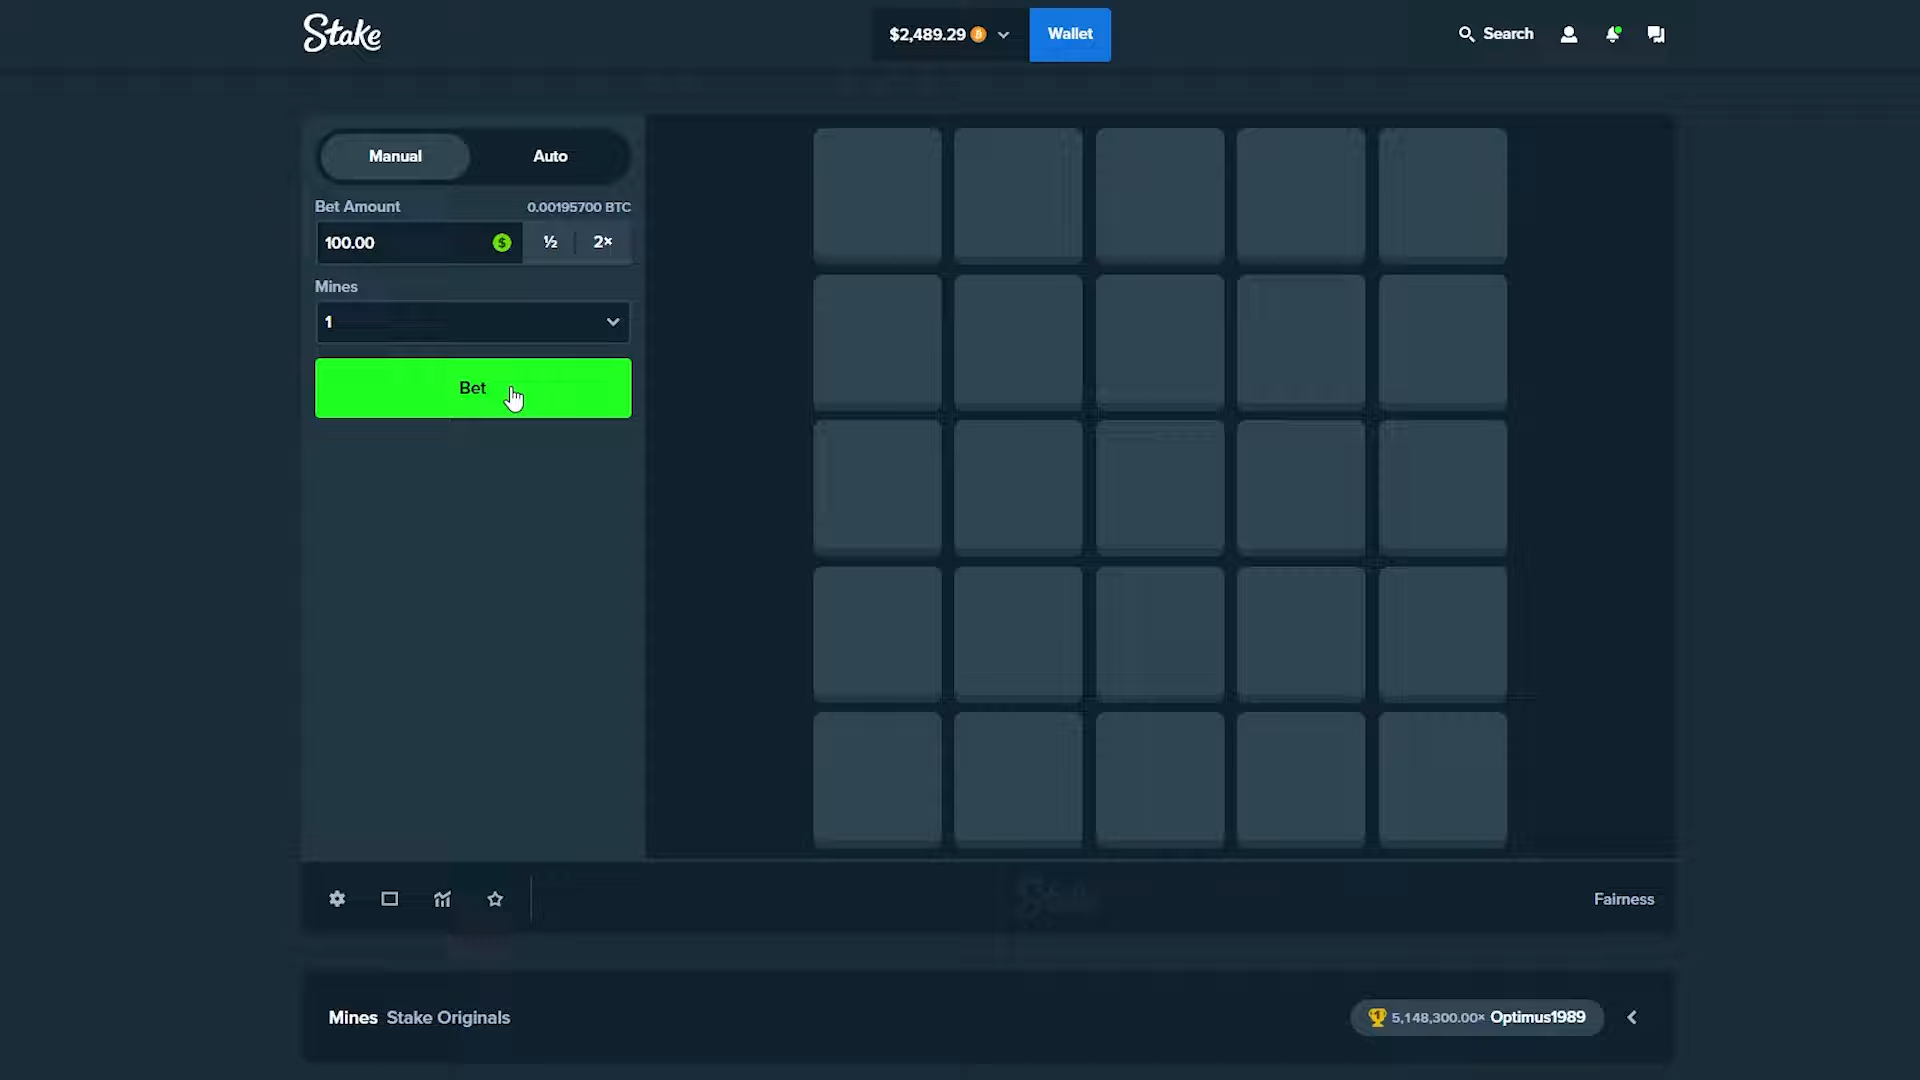 Stake
$2,489.29
Wallet
Search
Manual
Auto
Bet Amount
0.00195700 BTC
100.00
½
2×
Mines
1
Bet
Stake
Fairness
Mines Stake Originals
5,148,300.00× Optimus1989